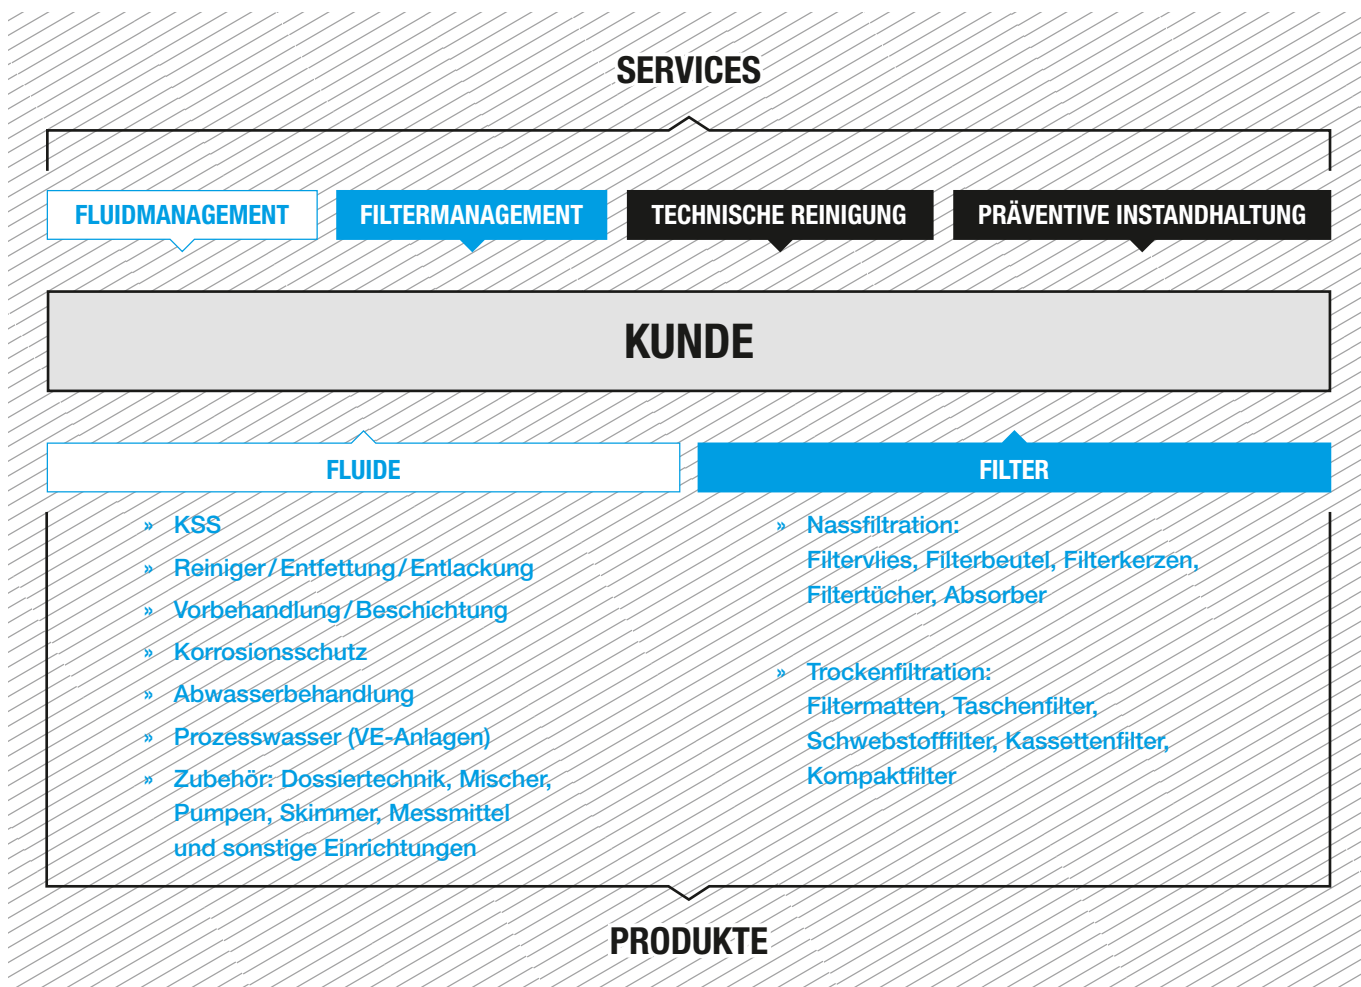 SERVICES
FLUIDMANAGEMENT
FILTERMANAGEMENT
TECHNISCHE REINIGUNG
PRÄVENTIVE INSTANDHALTUNG
KUNDE
FLUIDE
» KSS
» Reiniger/Entfettung/Entlackung
» Vorbehandlung/Beschichtung
» Korrosionsschutz
» Abwasserbehandlung
» Prozesswasser (VE-Anlagen)
» Zubehör: Dossiertechnik, Mischer,
Pumpen, Skimmer, Messmittel
und sonstige Einrichtungen
FILTER
» Nassfiltration:
Filtervlies, Filterbeutel, Filterkerzen,
Filtertücher, Absorber
» Trockenfiltration:
Filtermatten, Taschenfilter,
Schwebstofffilter, Kassettenfilter,
Kompaktfilter
PRODUKTE